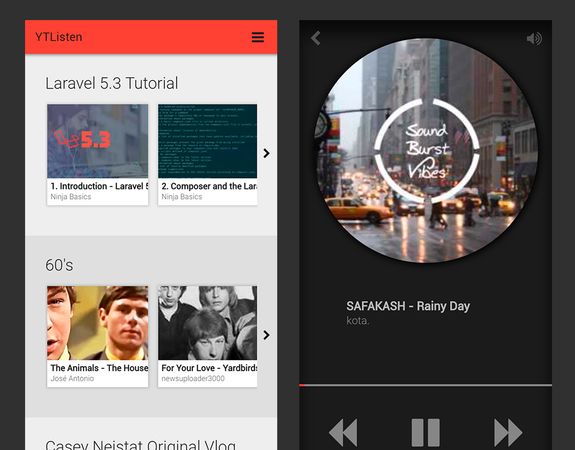 YTListen
Laravel 5.3 Tutorial
5.3
1. Introduction - Laravel 5
Ninja Basics
2. Composer and the Lar
Ninja Basics
60's
The Animals - The House
José Antonio
For Your Love - Yardbirds
newsuploader3000
Casey Neistat Original Vlog
Sound
Burst
Vibes
SAFAKASH - Rainy Day
kota.